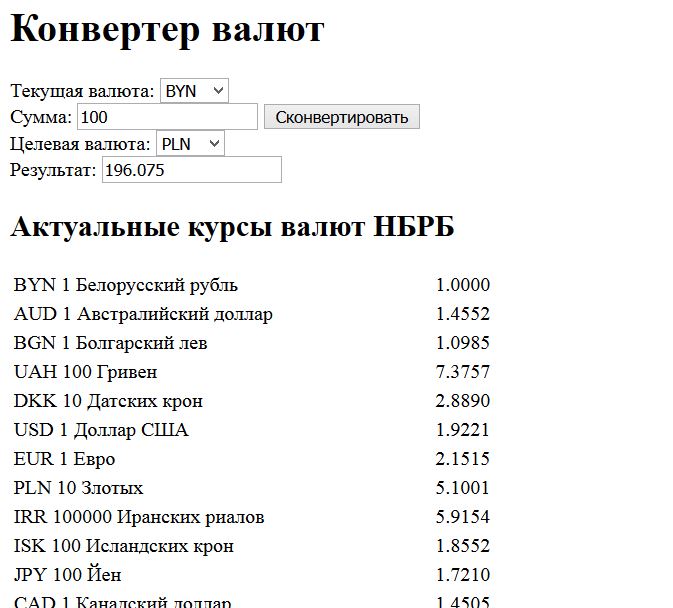 Конвертер валют
Текущая валюта: BYN
Сумма: 100 Сконвертировать
Целевая валюта: PLN
Результат: 196.075
Актуальные курсы валют НБРБ
BYN 1 Белорусский рубль 1.0000
AUD 1 Австралийский доллар 1.4552
BGN 1 Болгарский лев 1.0985
UAH 100 Гривен 7.3757
DKK 10 Датских крон 2.8890
USD 1 Доллар США 1.9221
EUR 1 Евро 2.1515
PLN 10 Злотых 5.1001
IRR 100000 Иранских риалов 5.9154
ISK 100 Исландских крон 1.8552
JPY 100 Йен 1.7210
CAD 1 Канадский доллар 1.4505